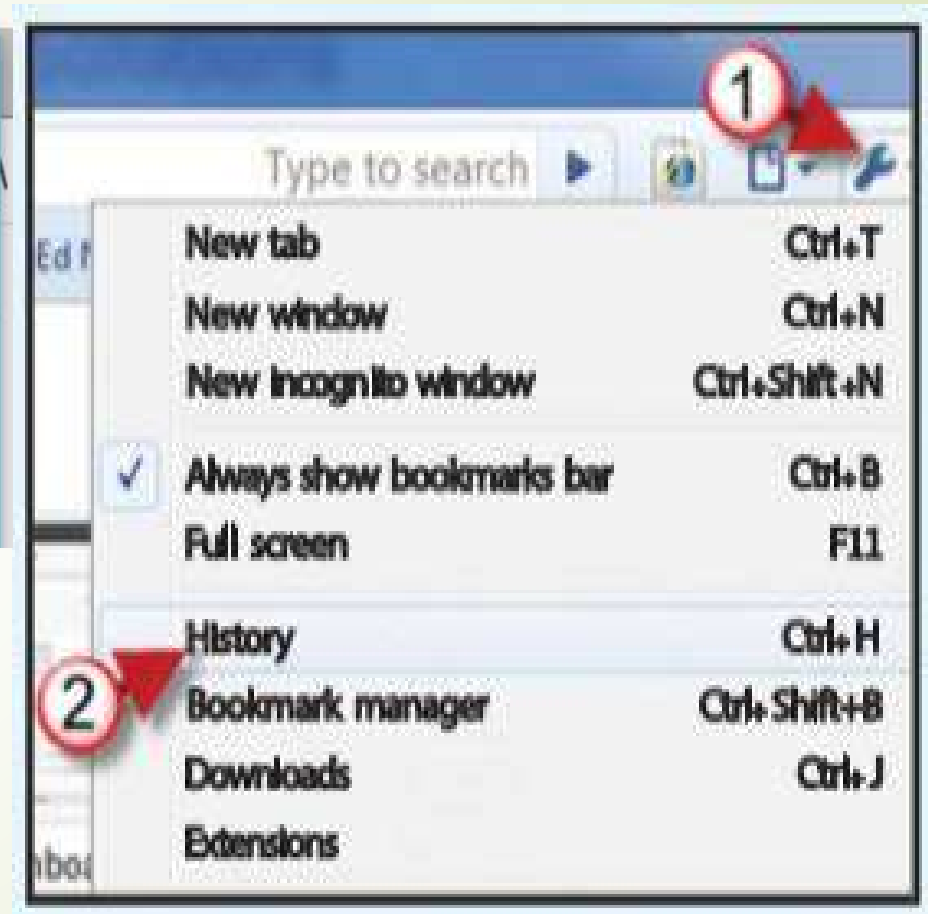 1
Type to search
Ed
New tab Ctrl+T
New window Ctrl+N
New incognito window Ctrl+Shift+N
Always show bookmarks bar Ctrl+B
Full screen F11
History Ctrl+H
2
Bookmark manager Ctrl+Shift+B
Downloads Ctrl+J
Extensions